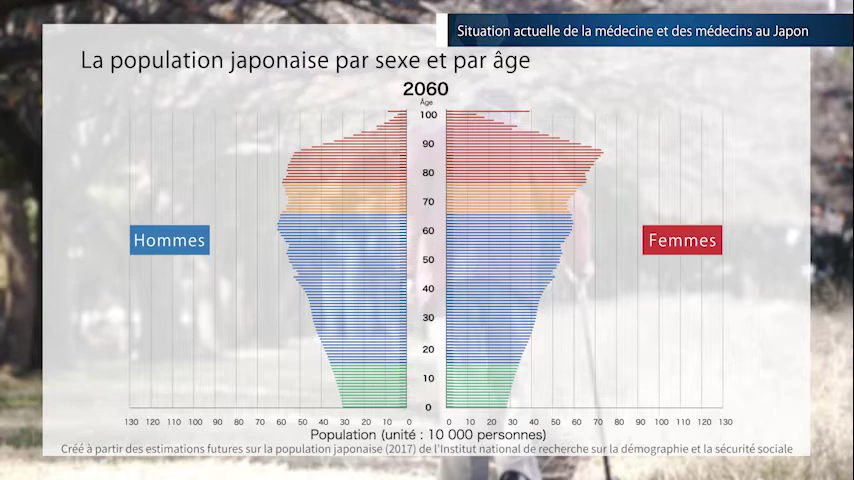 Situation actuelle de la médecine et des médecins au Japon
La population japonaise par sexe et par âge
2060
Âge
100
90
80
70
60
50
40
30
20
10
0
Hommes
Femmes
130 120 110 100 90 80 70 60 50 40 30 20 10 0 0 10 20 30 40 50 60 70 80 90 100 110 120 130
Population (unité : 10 000 personnes)
Créé à partir des estimations futures sur la population japonaise (2017) de l'Institut national de recherche sur la démographie et la sécurité sociale